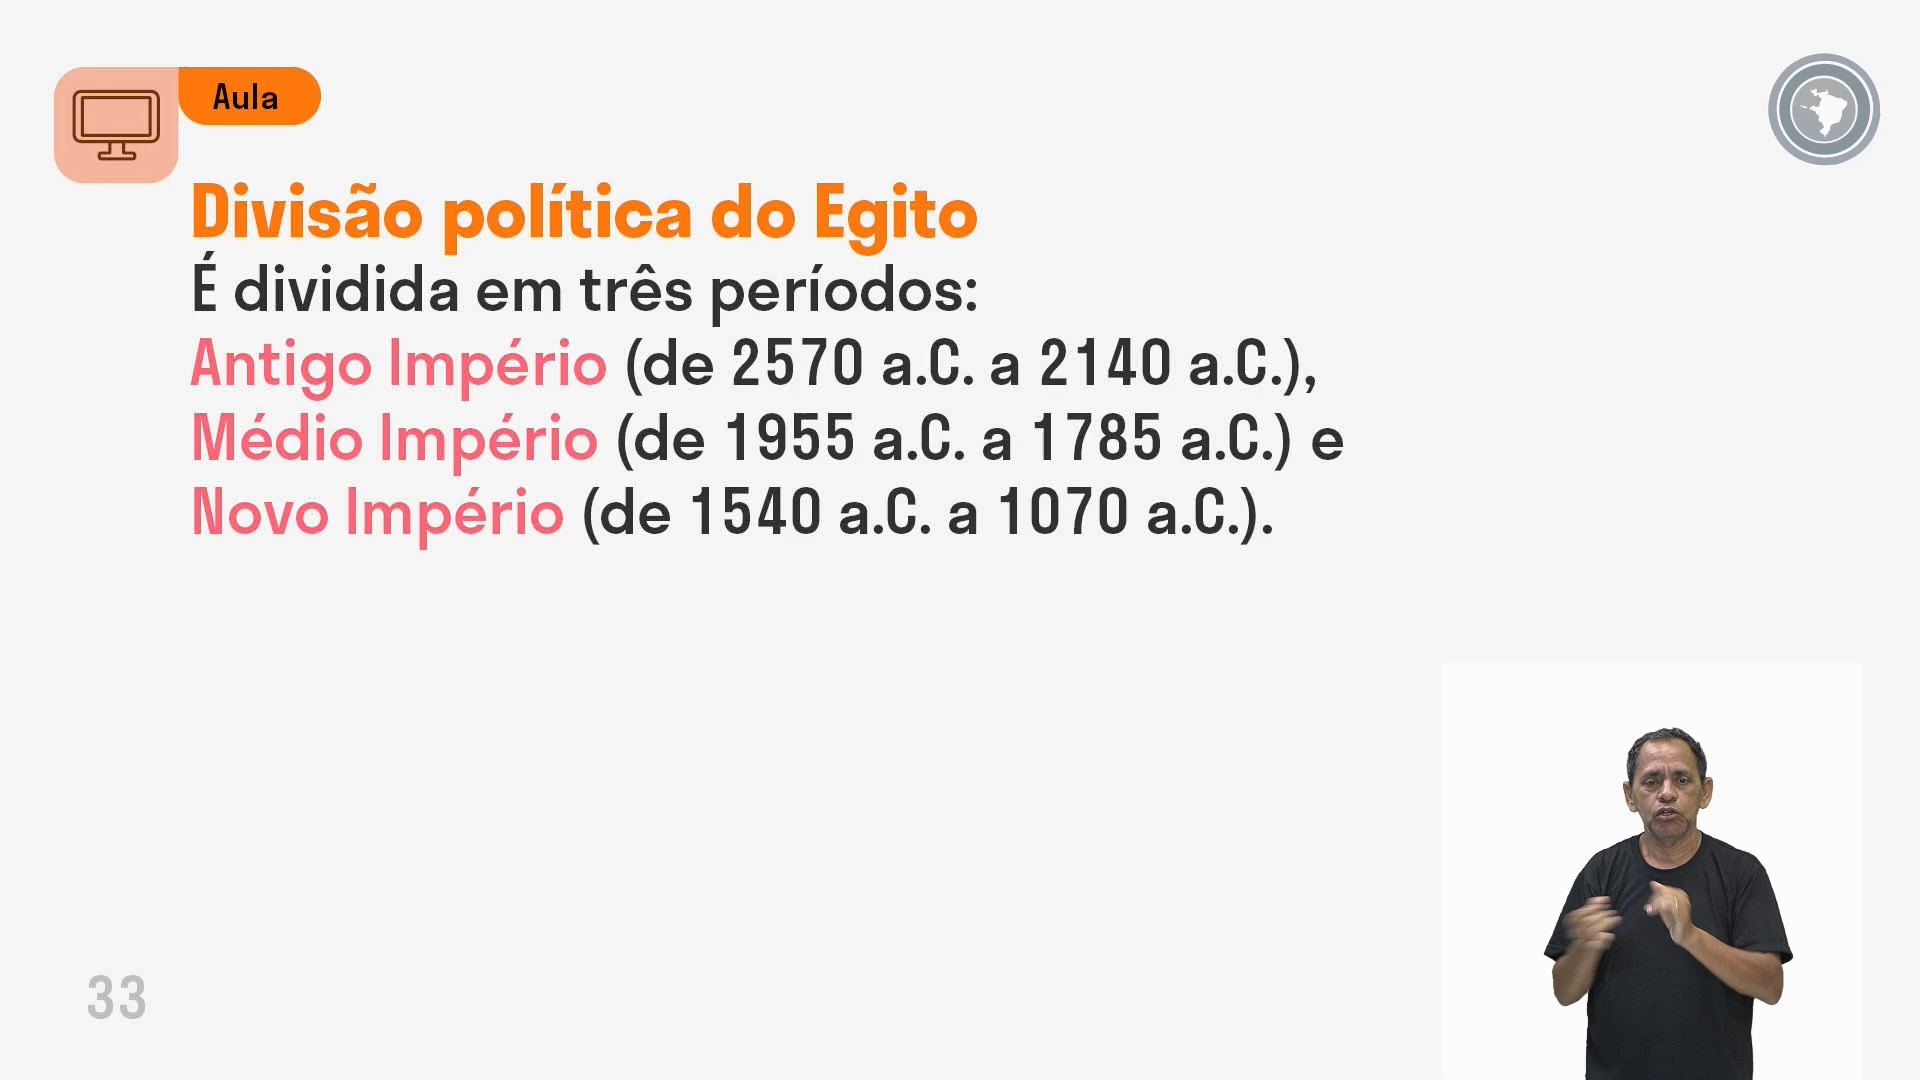 Aula
Divisão política do Egito
É dividida em três períodos:
Antigo Império (de 2570 a.C. a 2140 a.C.),
Médio Império (de 1955 a.C. a 1785 a.C.) e
Novo Império (de 1540 a.C. a 1070 a.C.).
33